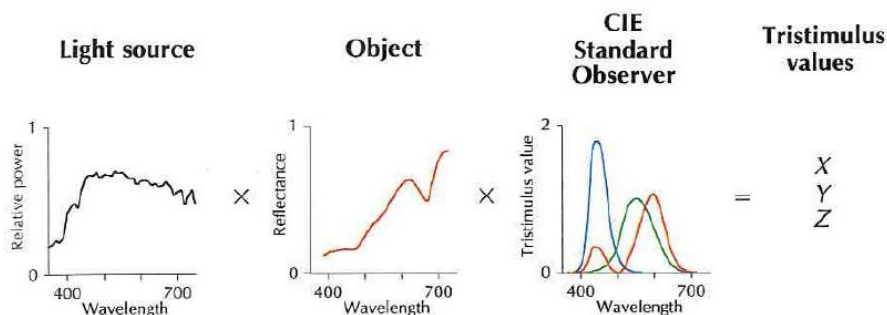 Light source
Object
CIE
Standard
Observer
Tristimulus
values
1
Relative power
0
400
700
Wavelength
×
1
Reflectance
0
400
700
Wavelength
×
2
Tristimulus value
1
0
400
700
Wavelength
=
X
Y
Z